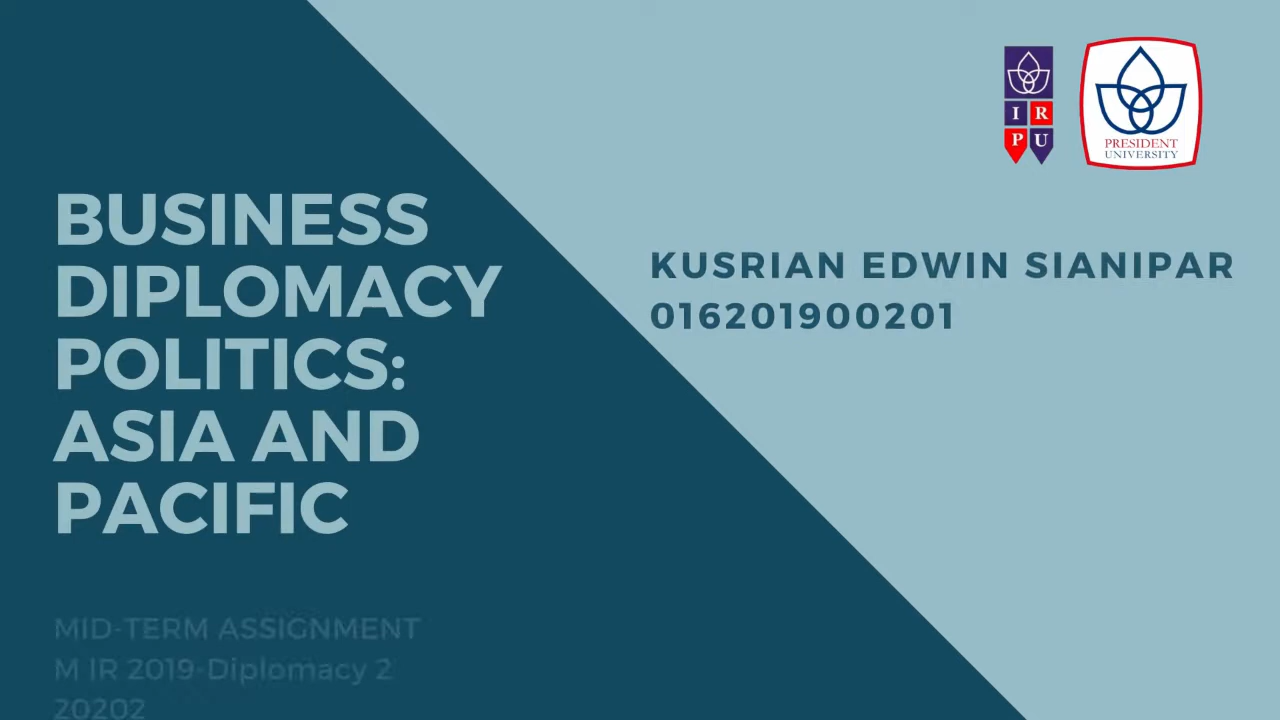 BUSINESS
DIPLOMACY
POLITICS:
ASIA AND
PACIFIC
MID-TERM ASSIGNMENT
M IR 2019-Diplomacy 2
20202
KUSRIAN EDWIN SIANIPAR
016201900201
I R
P U
PRESIDENT
UNIVERSITY